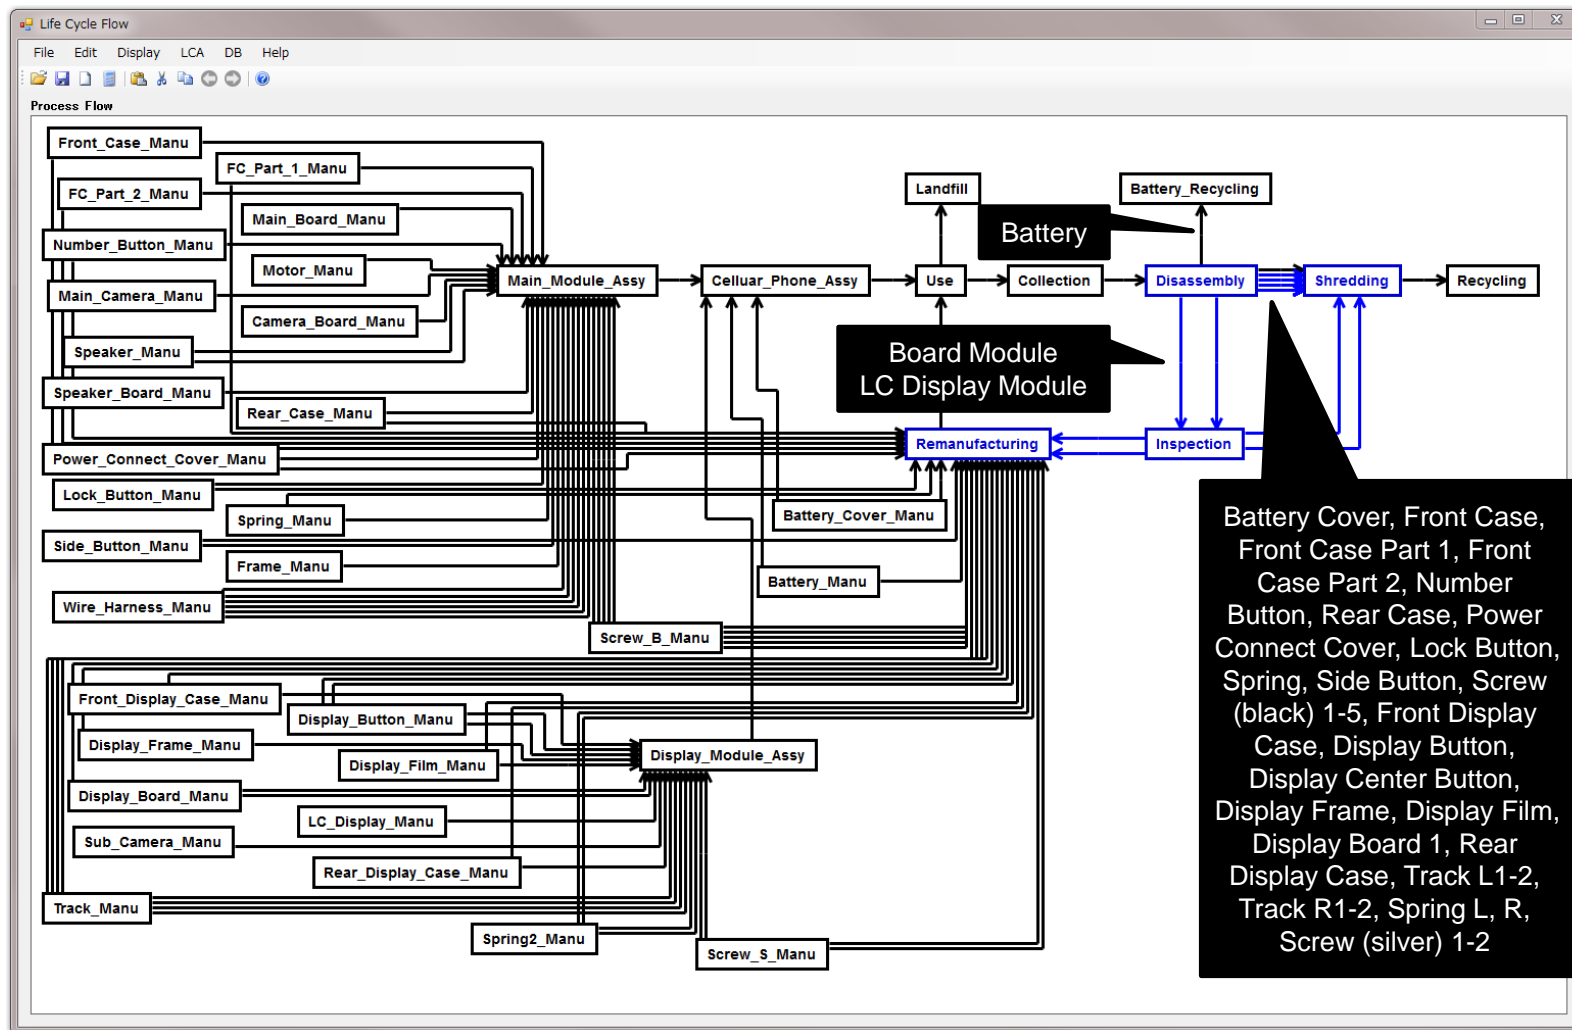 Life Cycle Flow
File Edit Display LCA DB Help
Process Flow
Front_Case_Manu
FC_Part_1_Manu
FC_Part_2_Manu
Main_Board_Manu
Number_Button_Manu
Motor_Manu
Main_Camera_Manu
Camera_Board_Manu
Speaker_Manu
Speaker_Board_Manu
Rear_Case_Manu
Power_Connect_Cover_Manu
Lock_Button_Manu
Spring_Manu
Side_Button_Manu
Frame_Manu
Wire_Harness_Manu
Screw_B_Manu
Front_Display_Case_Manu
Display_Button_Manu
Display_Frame_Manu
Display_Film_Manu
Display_Board_Manu
LC_Display_Manu
Sub_Camera_Manu
Rear_Display_Case_Manu
Track_Manu
Spring2_Manu
Screw_S_Manu
Display_Module_Assy
Battery_Manu
Battery_Cover_Manu
Main_Module_Assy
Celluar_Phone_Assy
Use
Collection
Disassembly
Shredding
Recycling
Landfill
Battery_Recycling
Remanufacturing
Inspection
Battery
Board Module
LC Display Module
Battery Cover, Front Case,
Front Case Part 1, Front
Case Part 2, Number
Button, Rear Case, Power
Connect Cover, Lock Button,
Spring, Side Button, Screw
(black) 1-5, Front Display
Case, Display Button,
Display Center Button,
Display Frame, Display Film,
Display Board 1, Rear
Display Case, Track L1-2,
Track R1-2, Spring L, R,
Screw (silver) 1-2